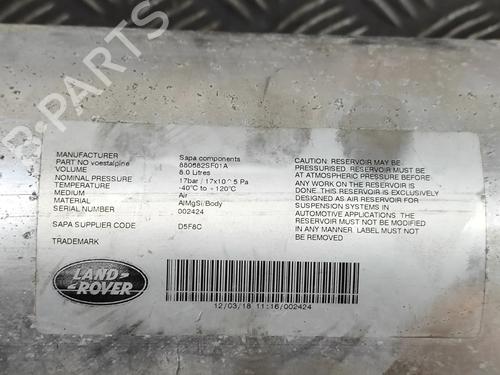 MANUFACTURER Sapa components
PART NO voestalpine 880682SF01A
VOLUME 8.0 Litres
NOMINAL PRESSURE 17bar / 17x10^5 Pa
TEMPERATURE -40°C to +120°C
MEDIUM Air
MATERIAL AlMgSi/Body
SERIAL NUMBER 002424
SAPA SUPPLIER CODE D5F8C
TRADEMARK
CAUTION: RESERVOIR MAY BE
PRESSURISED. RESERVOIR MUST BE
AT ATMOSPHERIC PRESSURE BEFORE
ANY WORK ON THE RESERVOIR IS
DONE. THIS RESERVOIR IS EXCLUSIVELY
DESIGNED AS AIR RESERVOIR FOR
SUSPENSION SYSTEMS IN
AUTOMOTIVE APPLICATIONS. THE
RESERVOIR MUST NOT BE MODIFIED
IN ANY MANNER. LABEL MUST NOT
BE REMOVED
LAND
ROVER
12/03/18 11:16/002424
B-PARTS